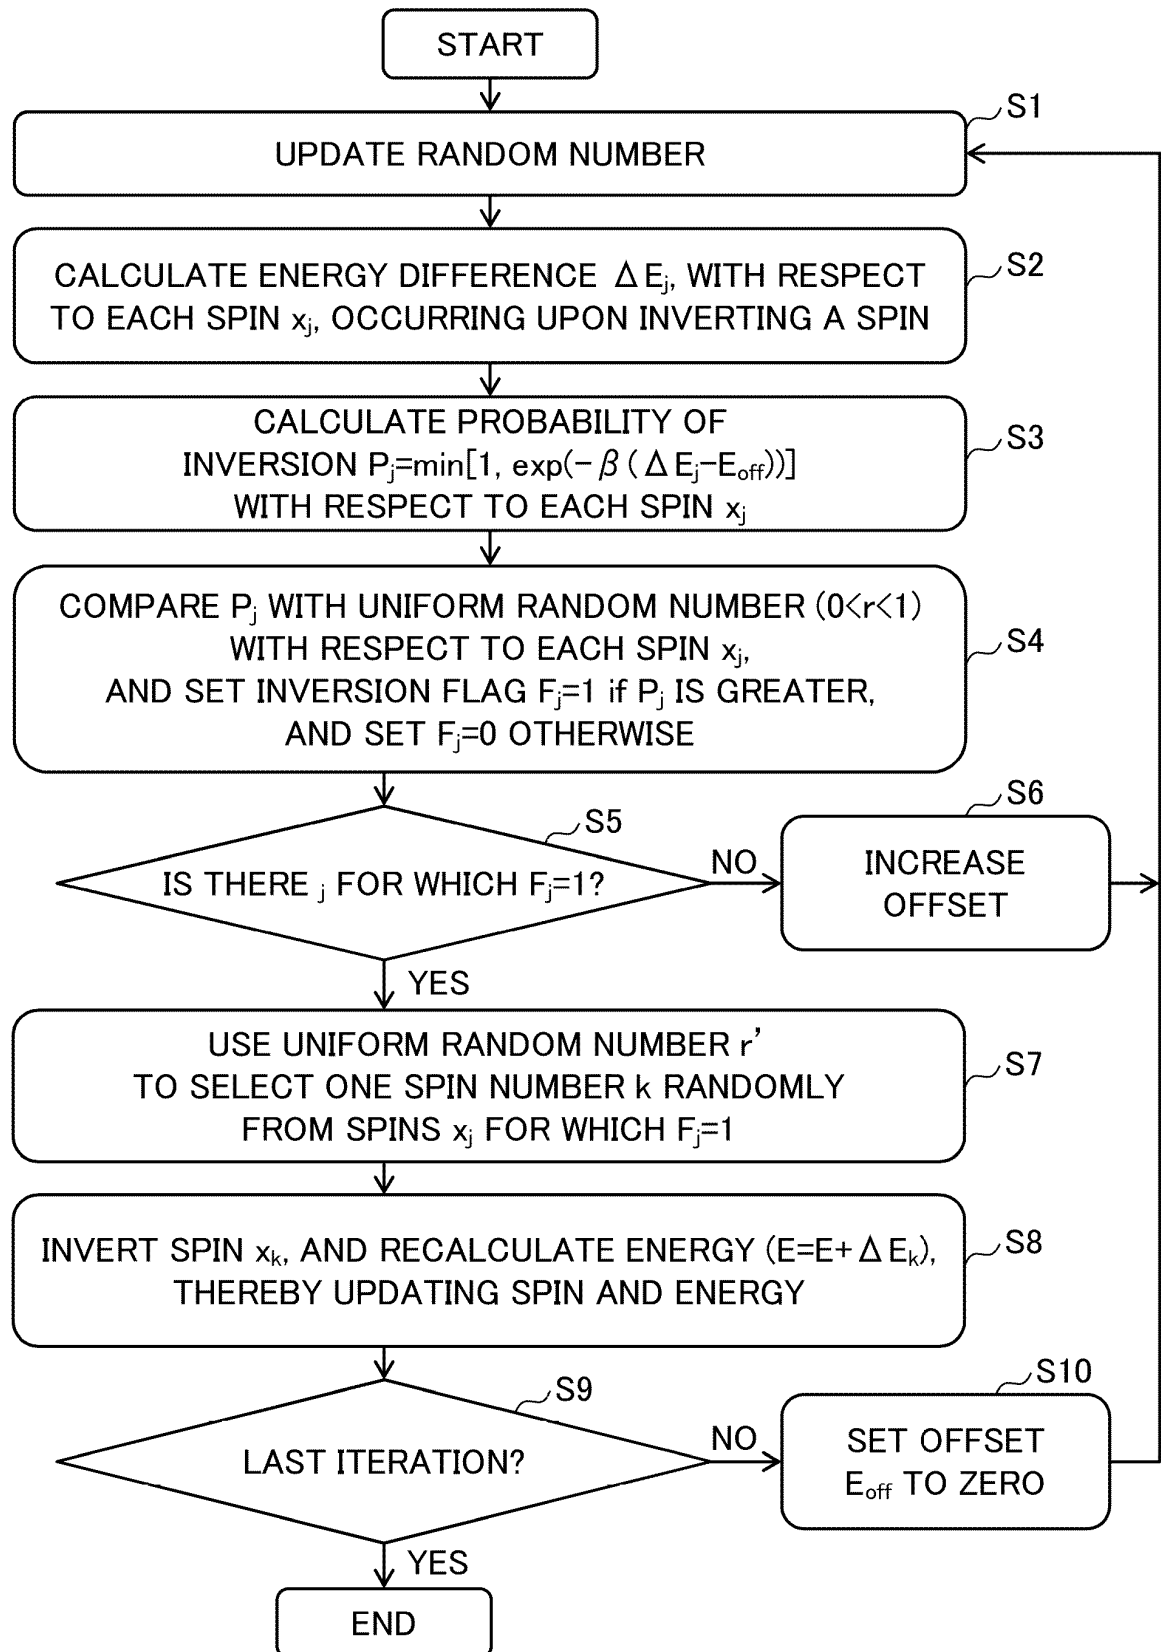 START
S1
UPDATE RANDOM NUMBER
S2
CALCULATE ENERGY DIFFERENCE ΔEj, WITH RESPECT
TO EACH SPIN xj, OCCURRING UPON INVERTING A SPIN
S3
CALCULATE PROBABILITY OF
INVERSION Pj=min[1, exp(-β(ΔEj-Eoff))]
WITH RESPECT TO EACH SPIN xj
S4
COMPARE Pj WITH UNIFORM RANDOM NUMBER (0<r<1)
WITH RESPECT TO EACH SPIN xj,
AND SET INVERSION FLAG Fj=1 if Pj IS GREATER,
AND SET Fj=0 OTHERWISE
S5
IS THERE j FOR WHICH Fj=1?
NO
S6
INCREASE
OFFSET
YES
S7
USE UNIFORM RANDOM NUMBER r'
TO SELECT ONE SPIN NUMBER k RANDOMLY
FROM SPINS xj FOR WHICH Fj=1
S8
INVERT SPIN xk, AND RECALCULATE ENERGY (E=E+ΔEk),
THEREBY UPDATING SPIN AND ENERGY
S9
LAST ITERATION?
NO
S10
SET OFFSET
Eoff TO ZERO
YES
END